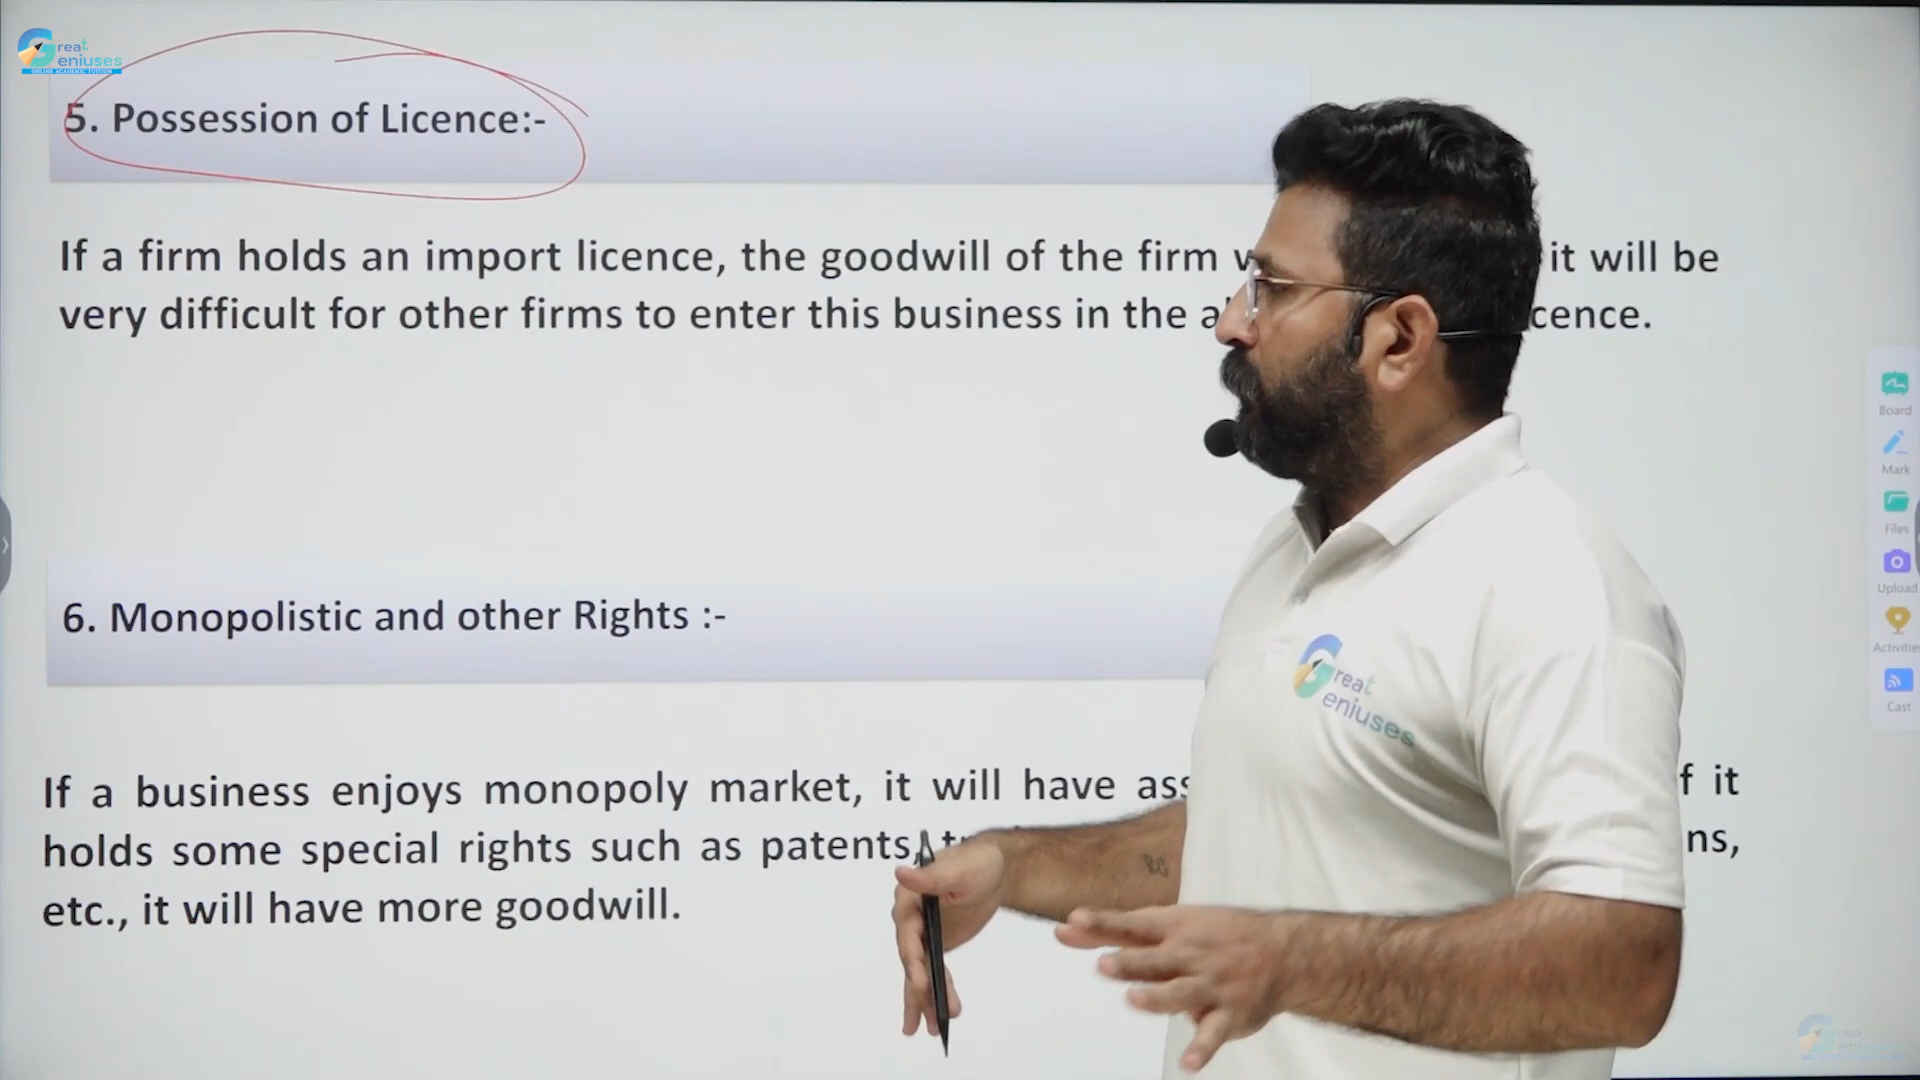 Great
Geniuses
ONLINE ACADEMIC TUITION
5. Possession of Licence:-
If a firm holds an import licence, the goodwill of the firm it will be
very difficult for other firms to enter this business in the
6. Monopolistic and other Rights :-
If a business enjoys monopoly market, it will have it
holds some special rights such as patents,
etc., it will have more goodwill.
Great
Geniuses
Board
Mark
Files
Upload
Activities
Cast